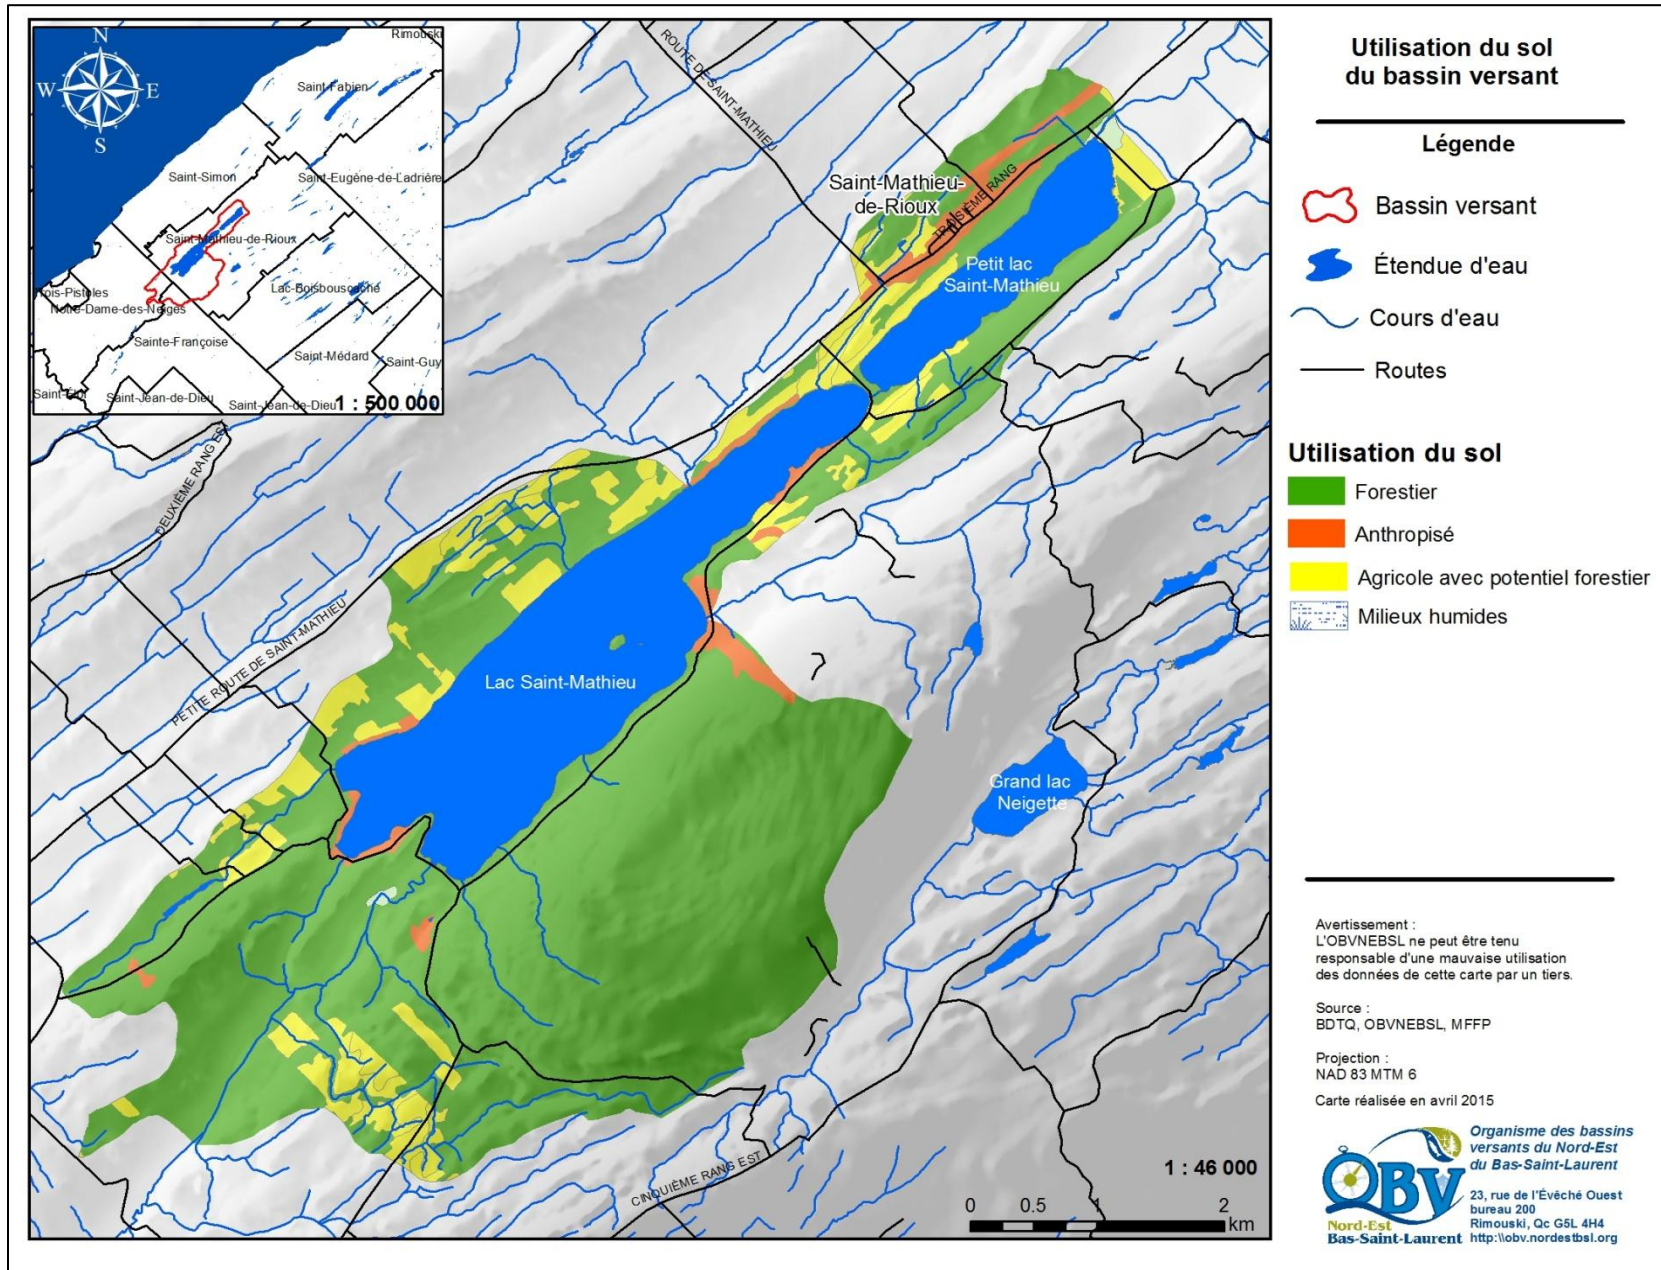 N
W
E
S
Rimouski
Saint-Fabien
Saint-Simon
Saint-Eugène-de-Ladrière
Saint-Mathieu-de-Rioux
Lac-Boisbouscache
Trois-Pistoles
Notre-Dame-des-Neiges
Sainte-Françoise
Saint-Médard
Saint-Guy
Saint-Éloi
Saint-Jean-de-Dieu
Saint-Jean-de-Dieu
1 : 500 000
ROUTE DE SAINT-MATHIEU
Saint-Mathieu-
de-Rioux
TROISIÈME RANG
Petit lac
Saint-Mathieu
DEUXIÈME RANG EST
PETITE ROUTE DE SAINT-MATHIEU
Lac Saint-Mathieu
Grand lac
Neigette
CINQUIÈME RANG EST
1 : 46 000
0 0.5 1 2
km
Utilisation du sol
du bassin versant
Légende
Bassin versant
Étendue d'eau
Cours d'eau
Routes
Utilisation du sol
Forestier
Anthropisé
Agricole avec potentiel forestier
Milieux humides
Avertissement :
L'OBVNEBSL ne peut être tenu
responsable d'une mauvaise utilisation
des données de cette carte par un tiers.
Source :
BDTQ, OBVNEBSL, MFFP
Projection :
NAD 83 MTM 6
Carte réalisée en avril 2015
OBV
Nord-Est
Bas-Saint-Laurent
Organisme des bassins
versants du Nord-Est
du Bas-Saint-Laurent
23, rue de l'Évêché Ouest
bureau 200
Rimouski, Qc G5L 4H4
http:\\obv.nordestbsl.org